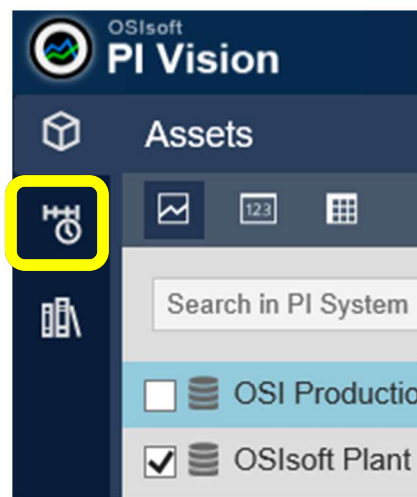 OSIsoft
PI Vision
Assets
123
Search in PI System
OSI Productio
OSIsoft Plant